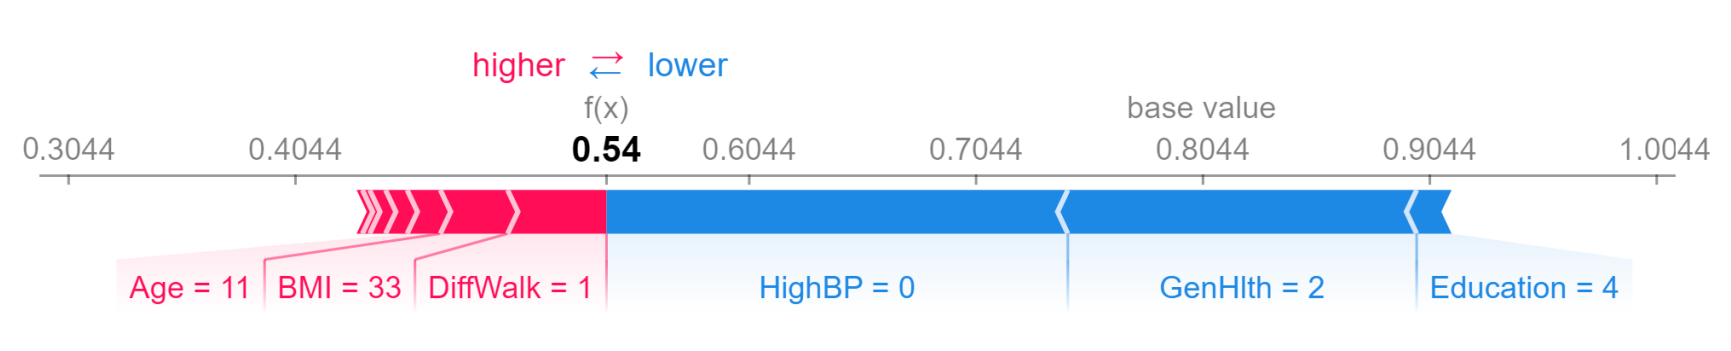 higher ⇄ lower
f(x) base value
0.3044 0.4044 0.54 0.6044 0.7044 0.8044 0.9044 1.0044
Age = 11 BMI = 33 DiffWalk = 1 HighBP = 0 GenHlth = 2 Education = 4